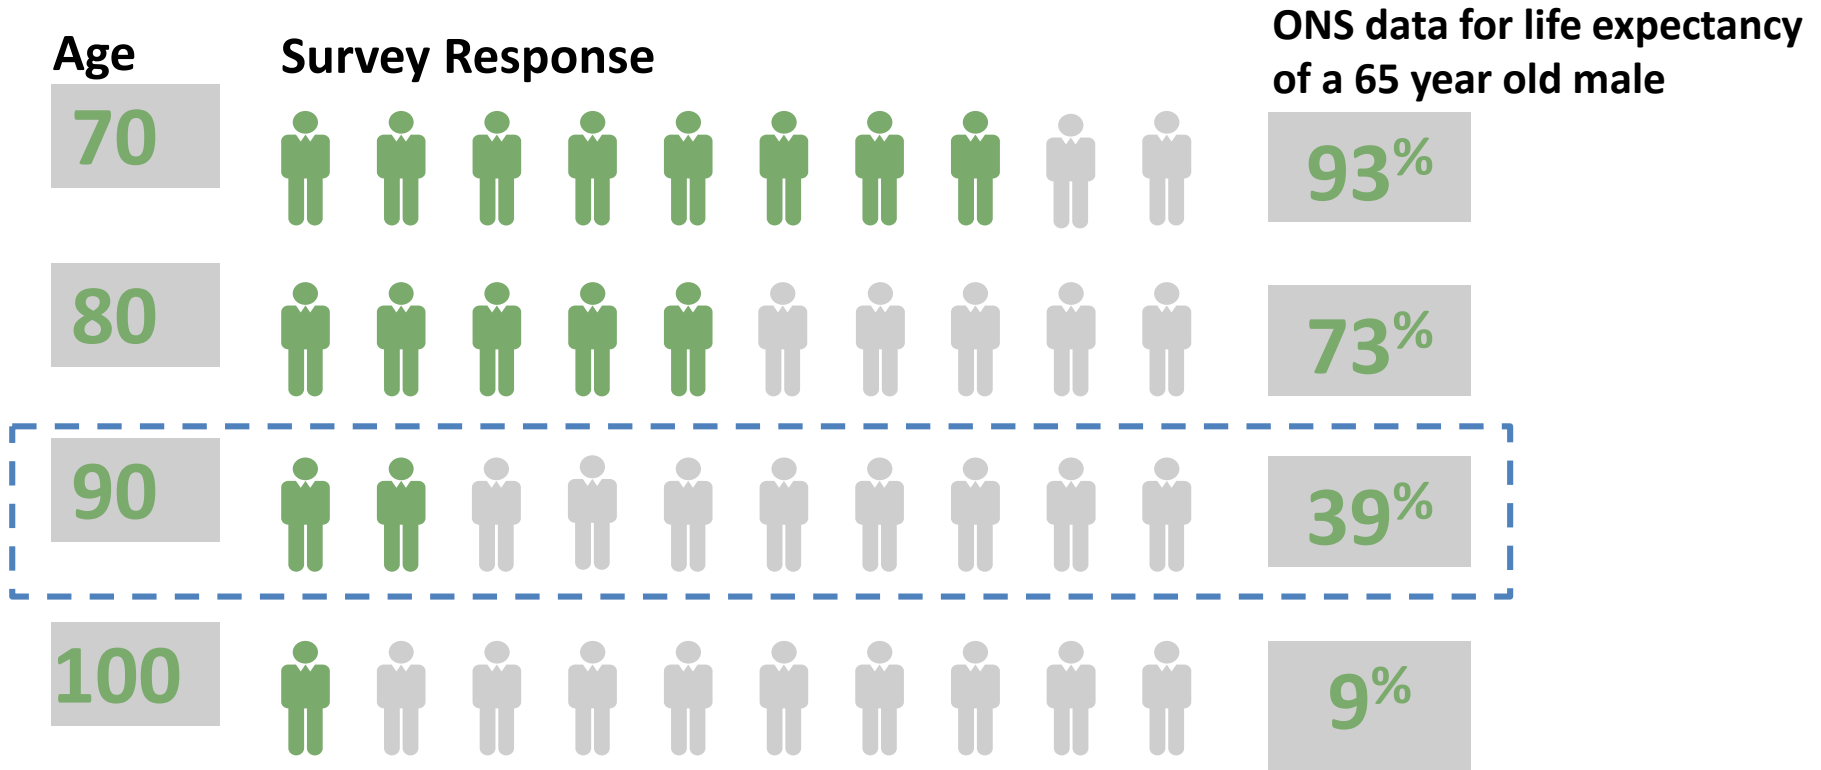 Age
Survey Response
ONS data for life expectancy
of a 65 year old male
70
93%
80
73%
90
39%
100
9%